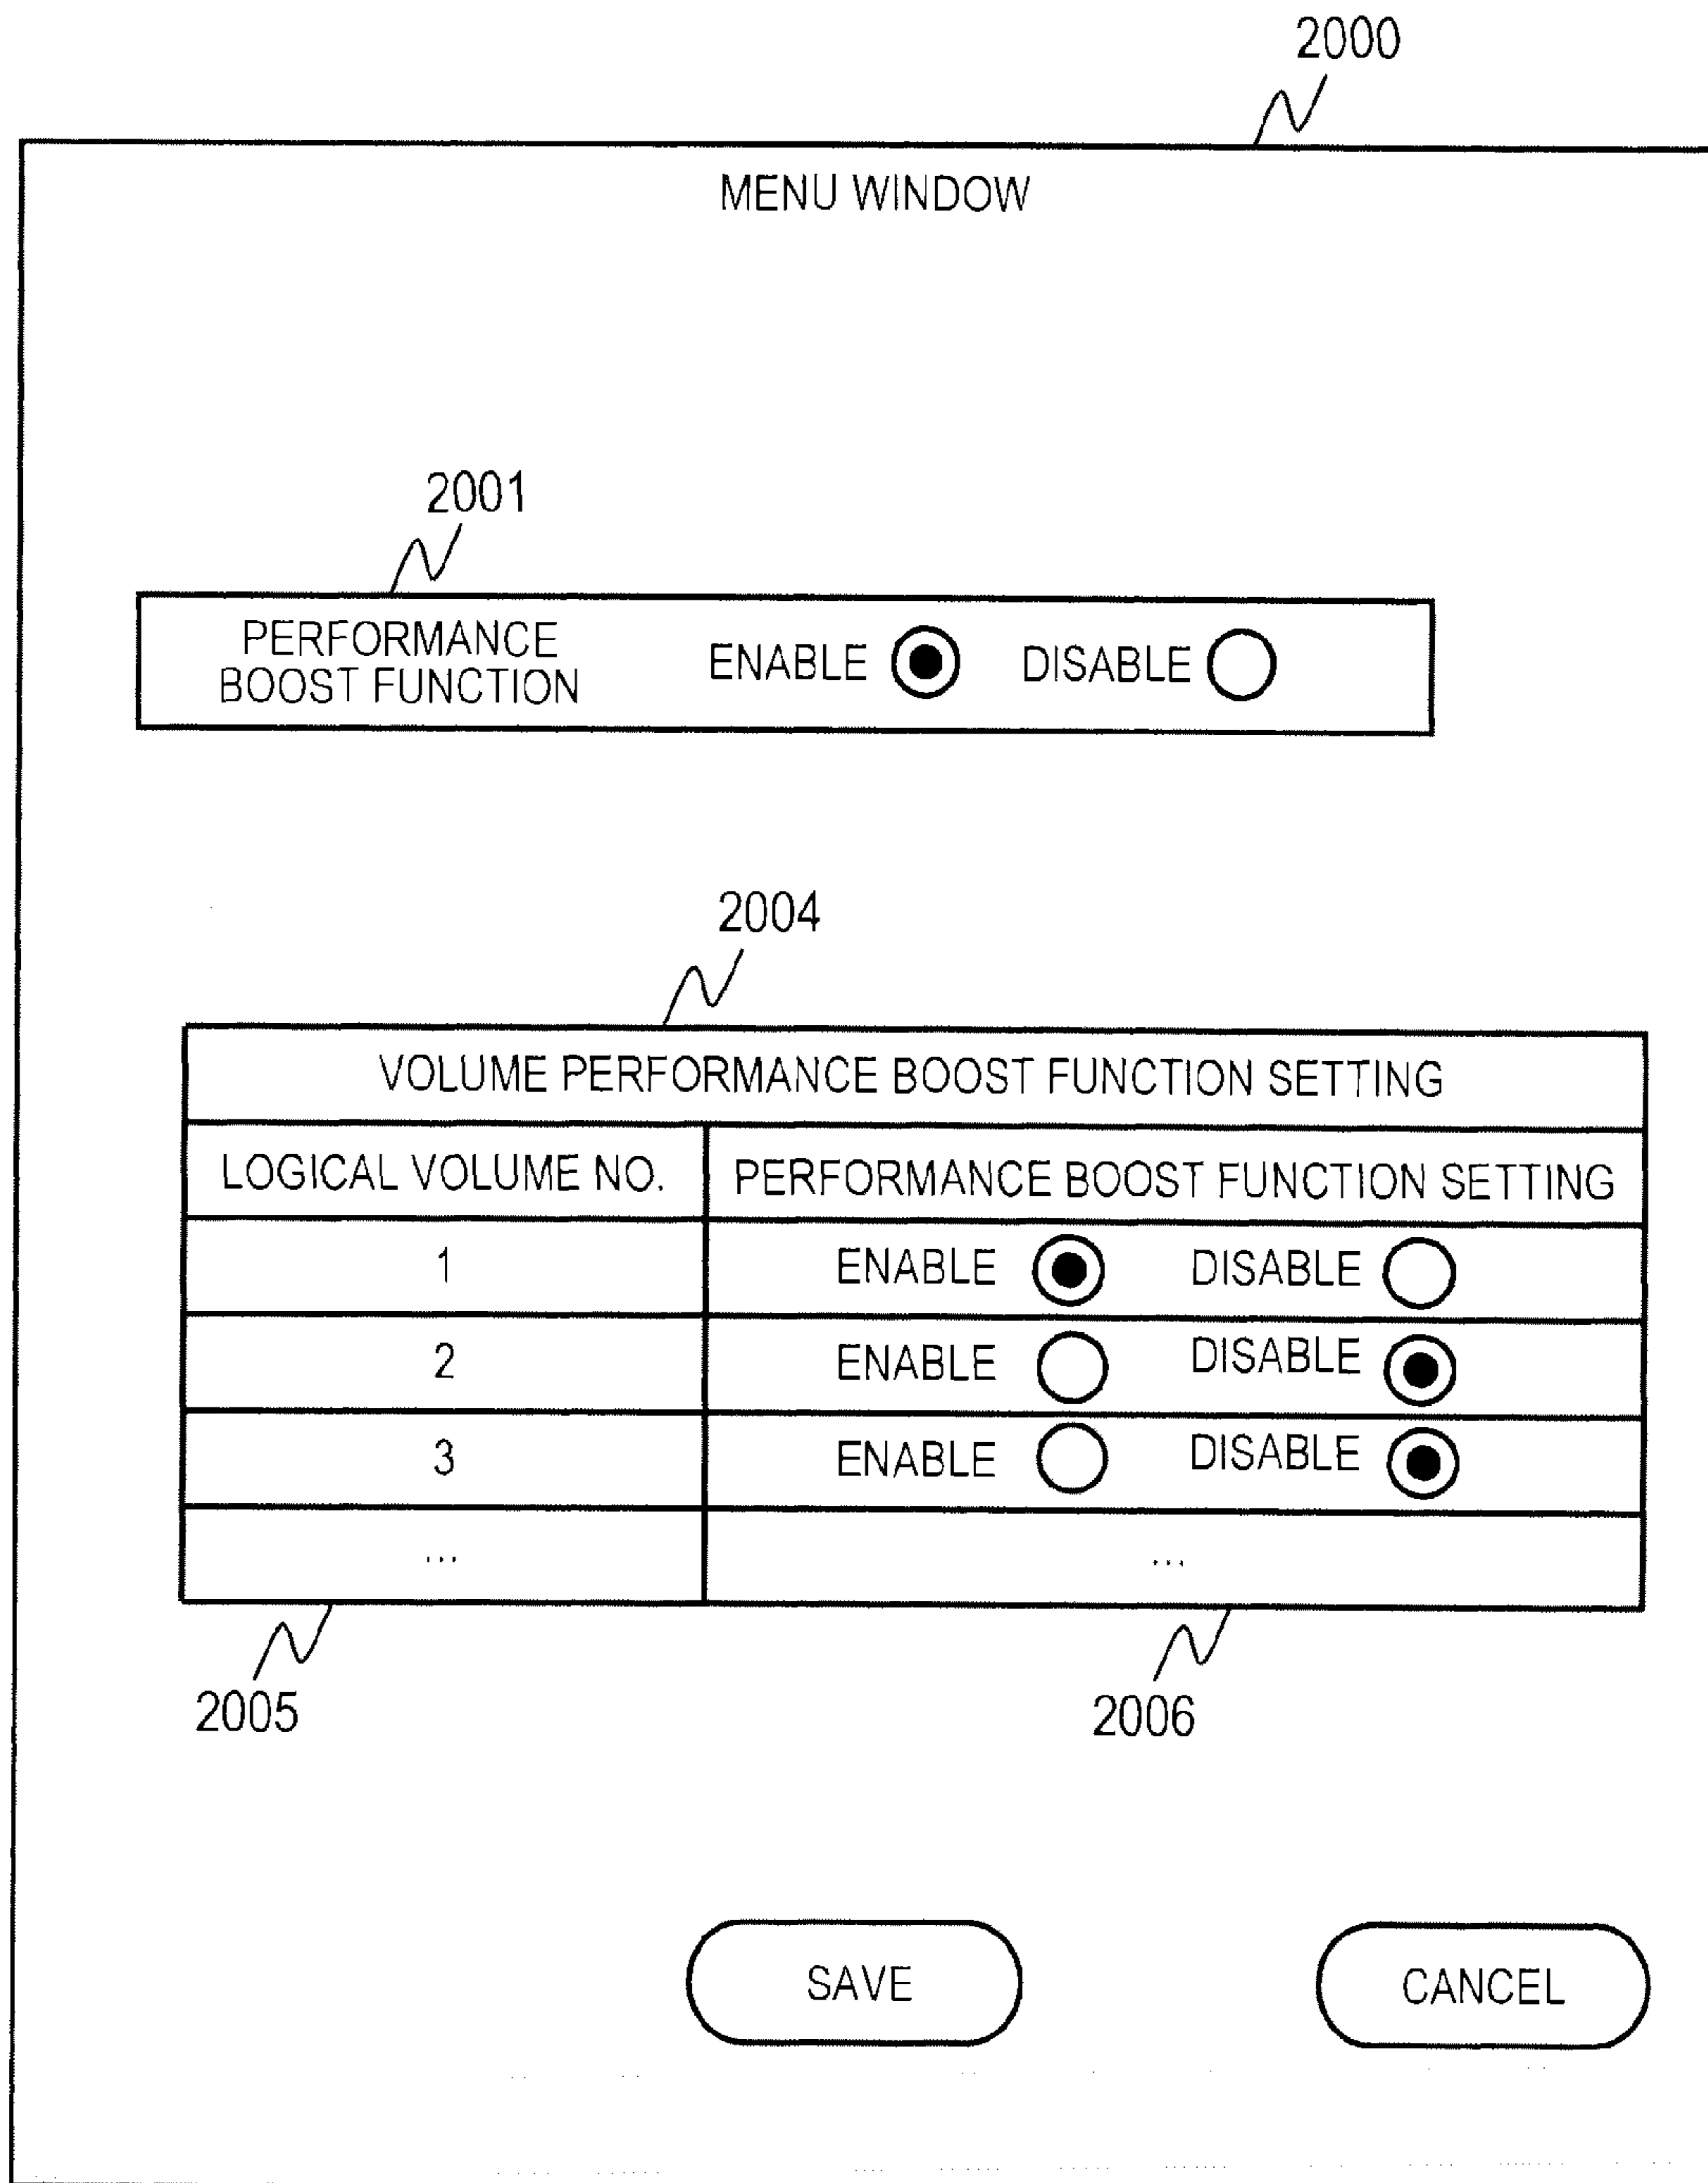 2000
MENU WINDOW
2001
PERFORMANCE
BOOST FUNCTION ENABLE DISABLE
2004
VOLUME PERFORMANCE BOOST FUNCTION SETTING
LOGICAL VOLUME NO. PERFORMANCE BOOST FUNCTION SETTING
1 ENABLE DISABLE
2 ENABLE DISABLE
3 ENABLE DISABLE
... ...
2005 2006
SAVE CANCEL